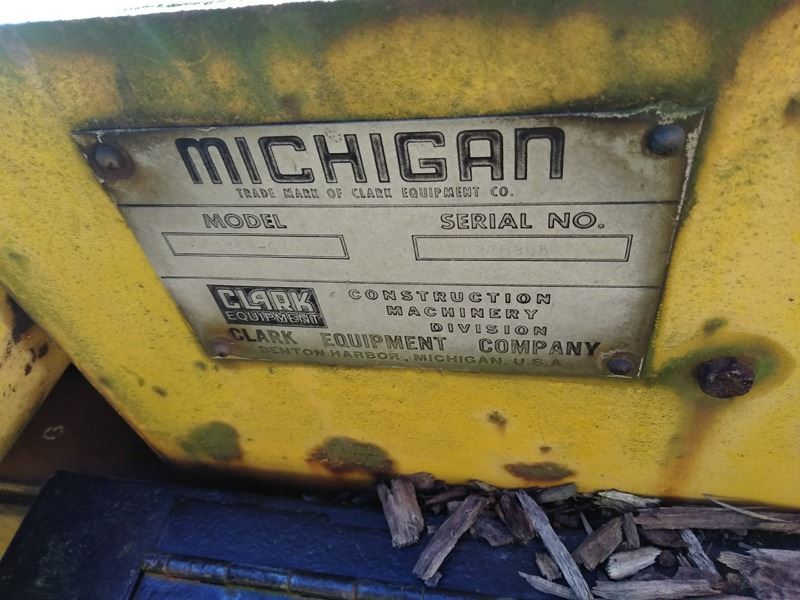 MICHIGAN
TRADE MARK OF CLARK EQUIPMENT CO.
MODEL SERIAL NO.
CLARK
EQUIPMENT
CONSTRUCTION
MACHINERY
DIVISION
CLARK EQUIPMENT COMPANY
BENTON HARBOR, MICHIGAN, U.S.A.